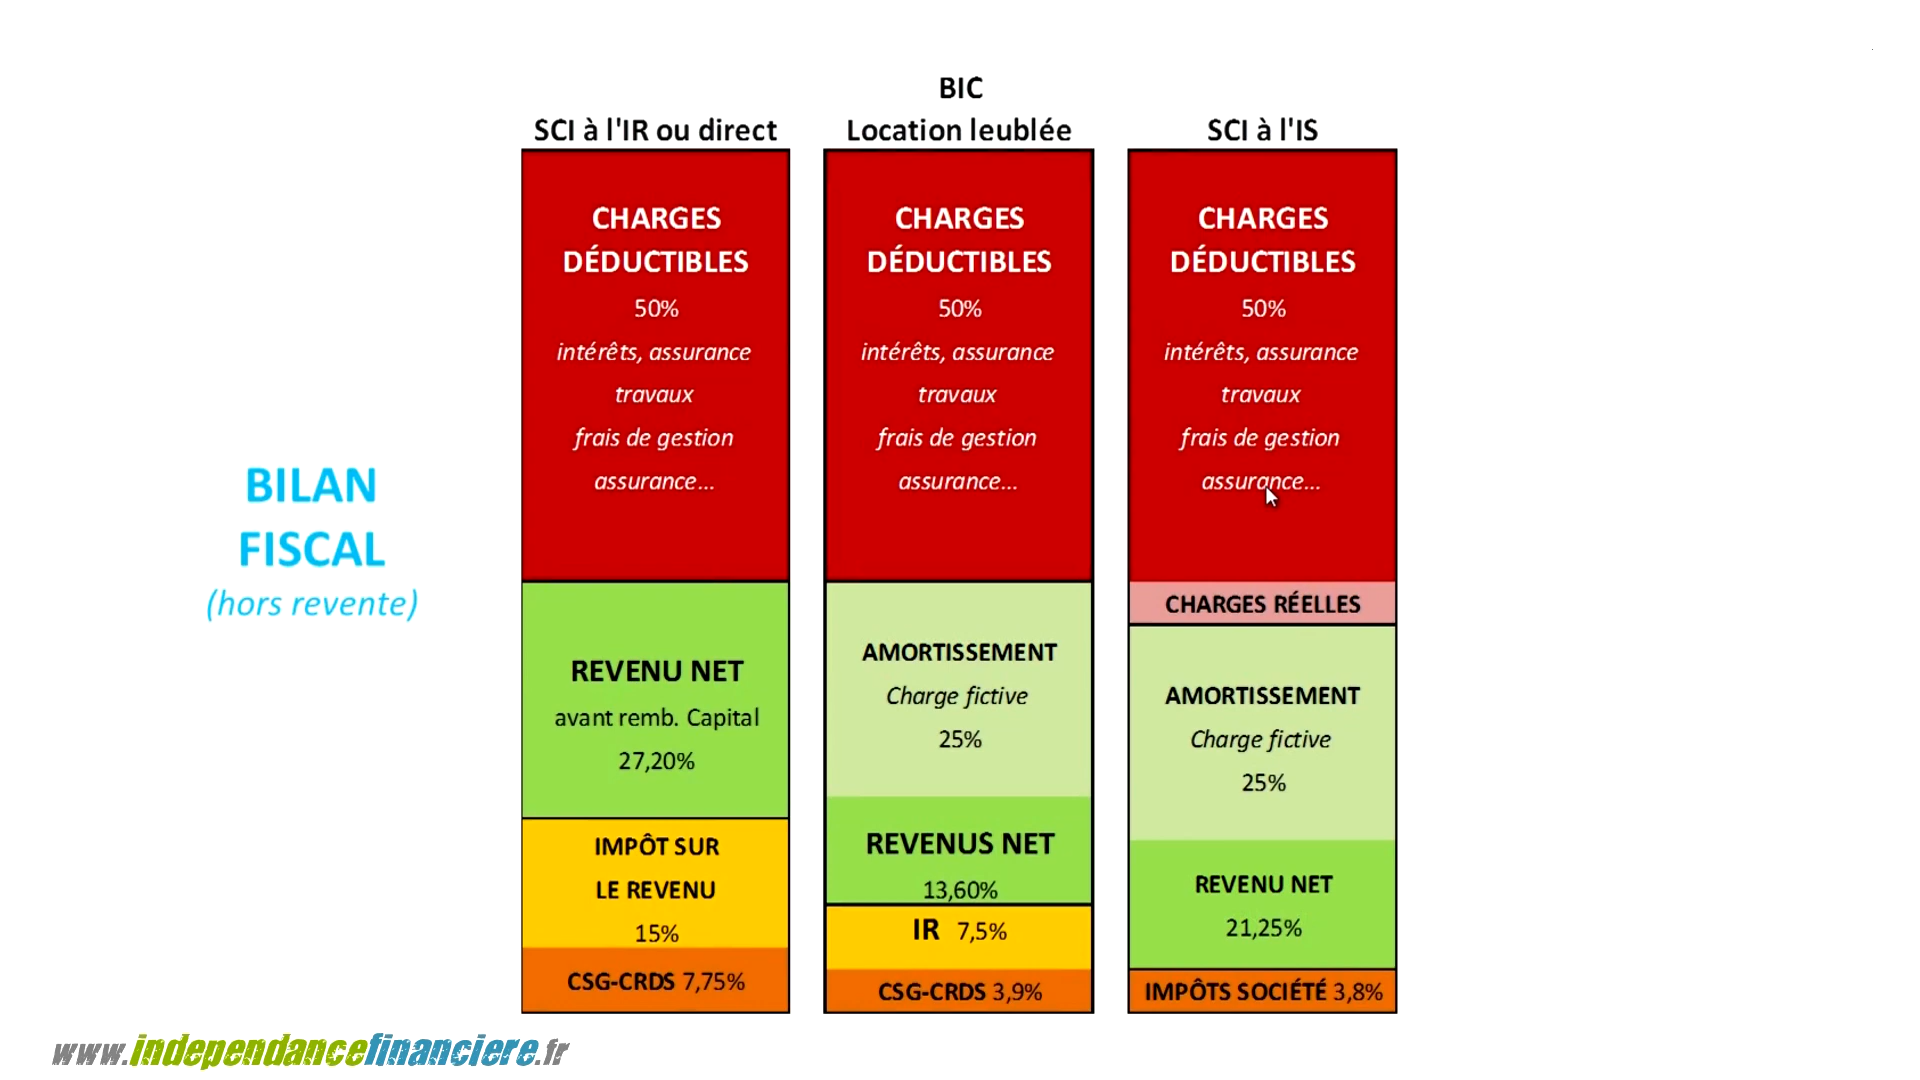 BILAN
FISCAL
(hors revente)
SCI à l'IR ou direct
CHARGES
DÉDUCTIBLES
50%
intérêts, assurance
travaux
frais de gestion
assurance...
REVENU NET
avant remb. Capital
27,20%
IMPÔT SUR
LE REVENU
15%
CSG-CRDS 7,75%
BIC
Location leublée
CHARGES
DÉDUCTIBLES
50%
intérêts, assurance
travaux
frais de gestion
assurance...
AMORTISSEMENT
Charge fictive
25%
REVENUS NET
13,60%
IR 7,5%
CSG-CRDS 3,9%
SCI à l'IS
CHARGES
DÉDUCTIBLES
50%
intérêts, assurance
travaux
frais de gestion
assurance...
CHARGES RÉELLES
AMORTISSEMENT
Charge fictive
25%
REVENU NET
21,25%
IMPÔTS SOCIÉTÉ 3,8%
www.independancefinanciere.fr